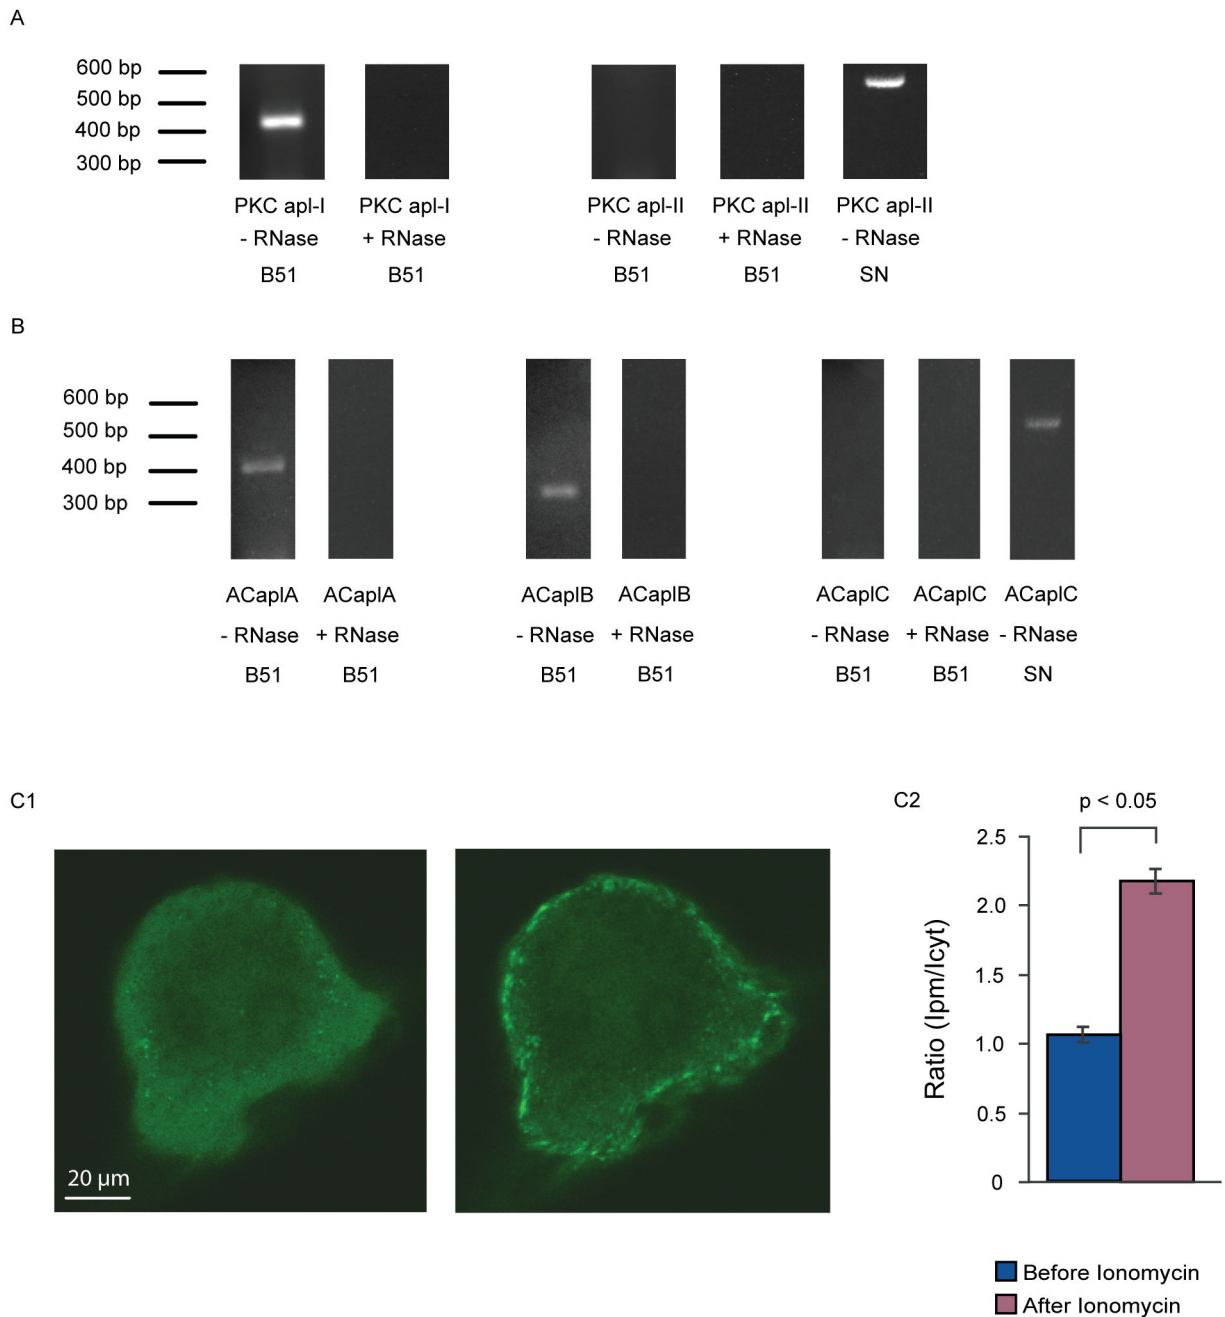 A
600 bp
500 bp
400 bp
300 bp
PKC apl-I PKC apl-I PKC apl-II PKC apl-II PKC apl-II
- RNase + RNase - RNase + RNase - RNase
B51 B51 B51 B51 SN
B
600 bp
500 bp
400 bp
300 bp
ACaplA ACaplA ACaplB ACaplB ACaplC ACaplC ACaplC
- RNase + RNase - RNase + RNase - RNase + RNase - RNase
B51 B51 B51 B51 B51 B51 SN
C1
20 µm
C2
p < 0.05
2.5
2.0
1.5
1.0
0.5
0
Ratio (Ipm/Icyt)
Before Ionomycin
After Ionomycin